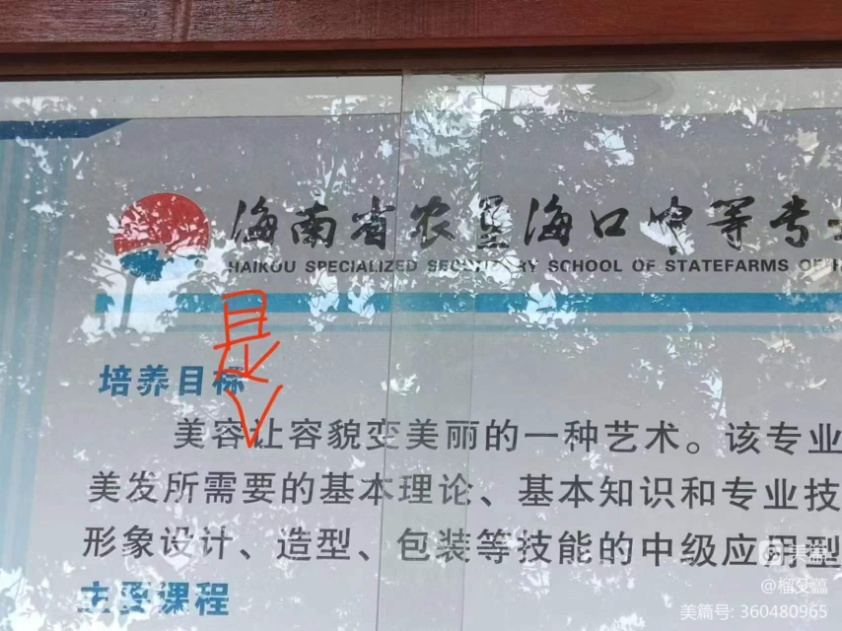 海南省农垦海口中等专
HAIKOU SPECIALIZED SECONDARY SCHOOL OF STATEFARMS OF H
是
培养目标
美容让容貌变美丽的一种艺术。该专业
美发所需要的基本理论、基本知识和专业技
形象设计、造型、包装等技能的中级应用型
主要课程
美篇
美篇号: 360480965